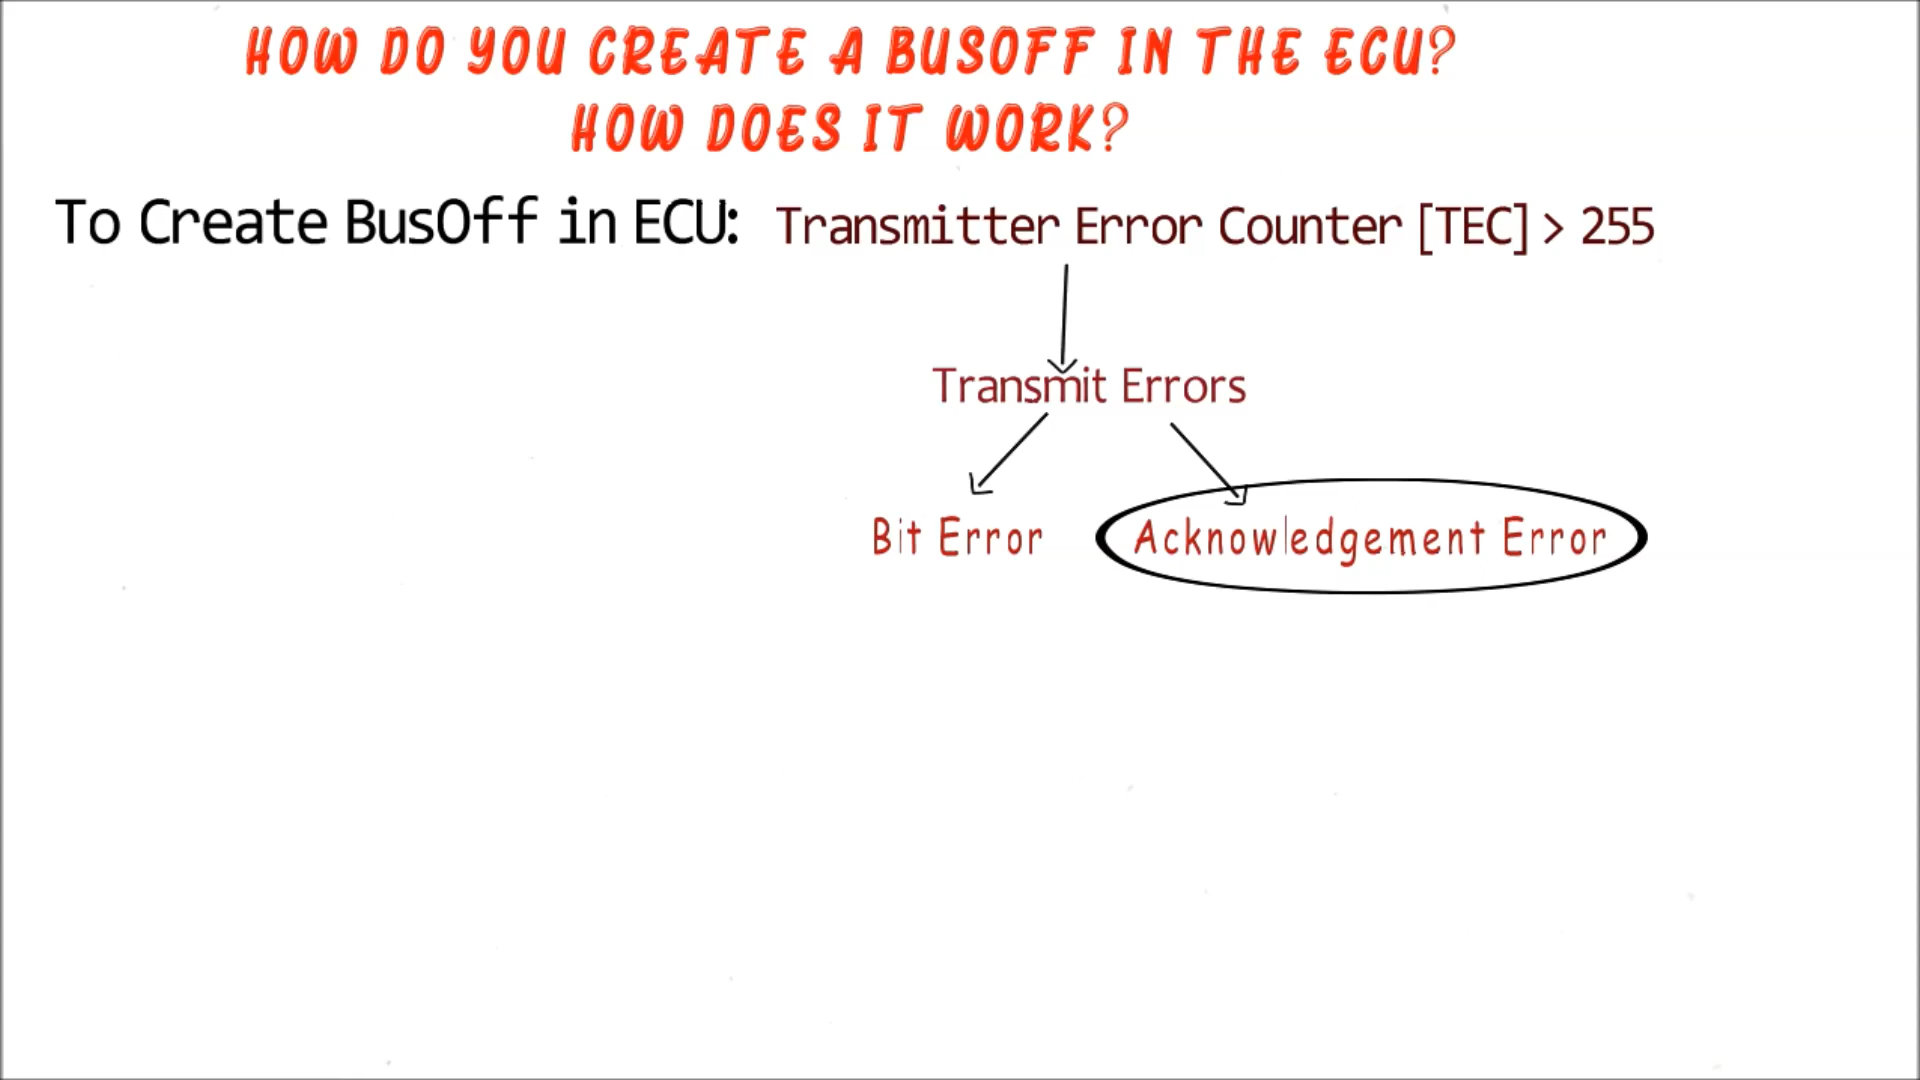 HOW DO YOU CREATE A BUSOFF IN THE ECU?
HOW DOES IT WORK?
To Create BusOff in ECU: Transmitter Error Counter [TEC] > 255
Transmit Errors
Bit Error Acknowledgement Error